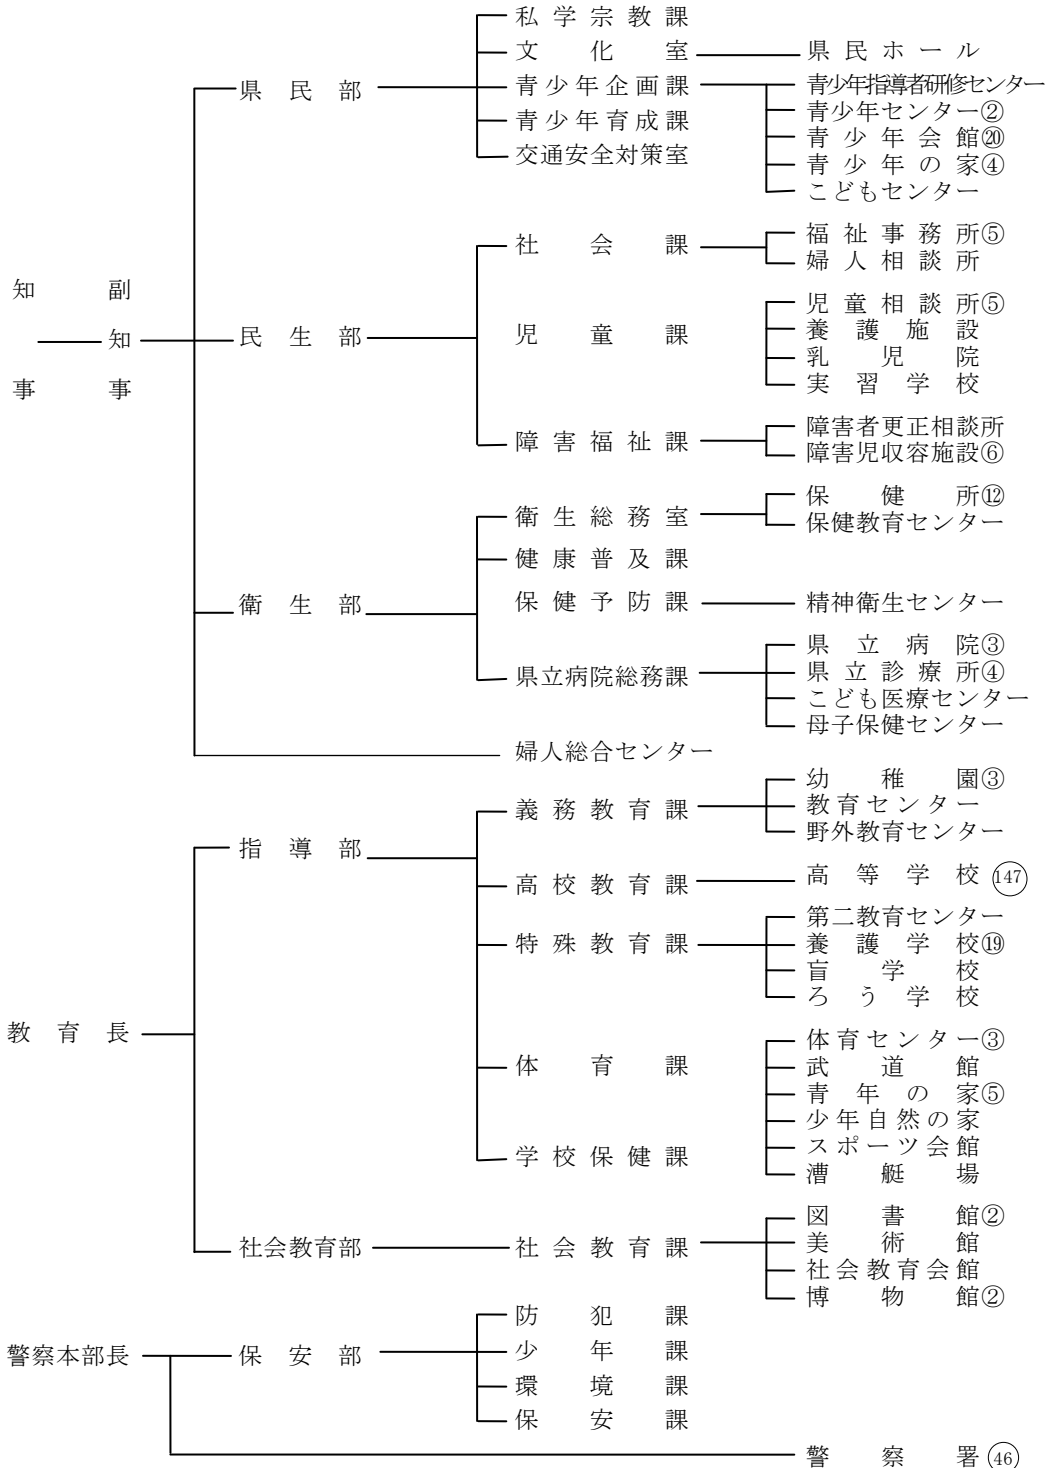 私学宗教課
文化室
県民ホール
県民部
青少年企画課
青少年指導者研修センター
青少年センター②
青少年育成課
青少年会館⑳
交通安全対策室
青少年の家④
こどもセンター
社会課
福祉事務所⑤
婦人相談所
知事
副知事
民生部
児童課
児童相談所⑤
養護施設
乳児院
実習学校
障害福祉課
障害者更正相談所
障害児収容施設⑥
衛生部
衛生総務室
保健所⑫
保健教育センター
健康普及課
保健予防課
精神衛生センター
県立病院総務課
県立病院③
県立診療所④
こども医療センター
母子保健センター
婦人総合センター
教育長
指導部
義務教育課
幼稚園③
教育センター
野外教育センター
高校教育課
高等学校(147)
特殊教育課
第二教育センター
養護学校⑲
盲学校
ろう学校
体育課
体育センター③
武道館
青年の家⑤
少年自然の家
スポーツ会館
漕艇場
学校保健課
社会教育部
社会教育課
図書館②
美術館
社会教育会館
博物館②
警察本部長
保安部
防犯課
少年課
環境課
保安課
警察署㊻